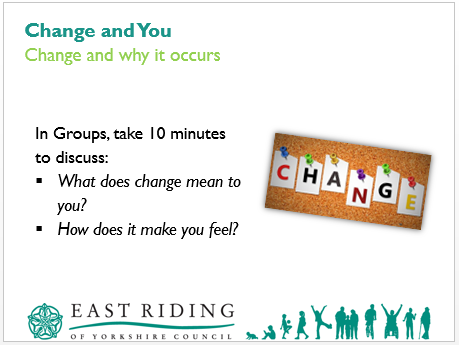 Change and You
Change and why it occurs
In Groups, take 10 minutes
to discuss:
▪ What does change mean to
you?
▪ How does it make you feel?
CHANGE
EAST RIDING
OF YORKSHIRE COUNCIL